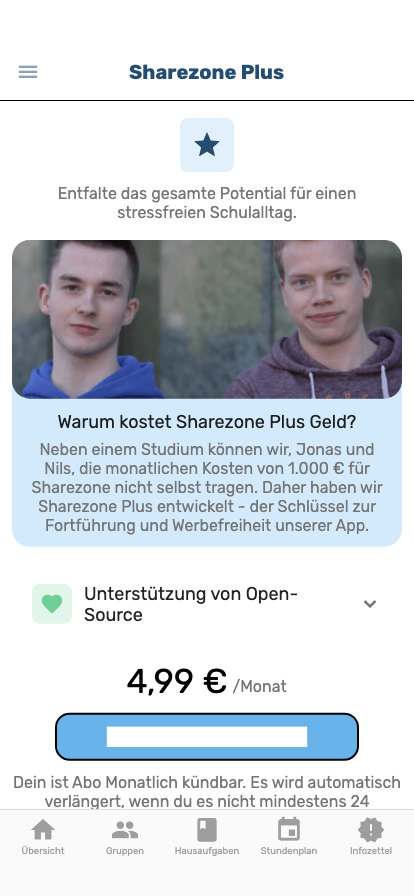 Sharezone Plus
Entfalte das gesamte Potential für einen
stressfreien Schulalltag.
Warum kostet Sharezone Plus Geld?
Neben einem Studium können wir, Jonas und
Nils, die monatlichen Kosten von 1.000 € für
Sharezone nicht selbst tragen. Daher haben wir
Sharezone Plus entwickelt - der Schlüssel zur
Fortführung und Werbefreiheit unserer App.
Unterstützung von Open-
Source
4,99 € /Monat
Dein ist Abo Monatlich kündbar. Es wird automatisch
verlängert, wenn du es nicht mindestens 24
Übersicht Gruppen Hausaufgaben Stundenplan Infozettel